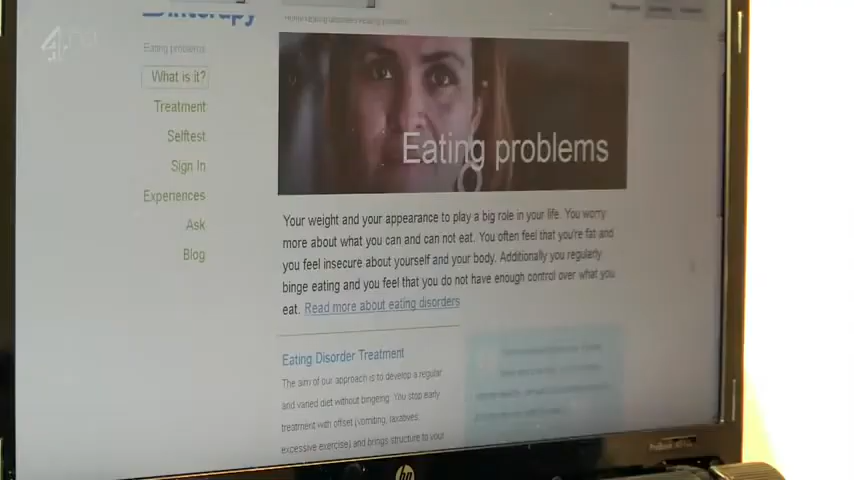 4
Eating problems
What is it?
Treatment
Selftest
Sign In
Experiences
Ask
Blog
Eating problems
Your weight and your appearance to play a big role in your life. You worry
more about what you can and can not eat. You often feel that you're fat and
you feel insecure about yourself and your body. Additionally you regularly
binge eating and you feel that you do not have enough control over what you
eat. Read more about eating disorders
Eating Disorder Treatment
The aim of our approach is to develop a regular
and varied diet without bingeing. You stop early
treatment with offset (vomiting, laxatives,
excessive exercise) and brings structure to your
hp
ProBook